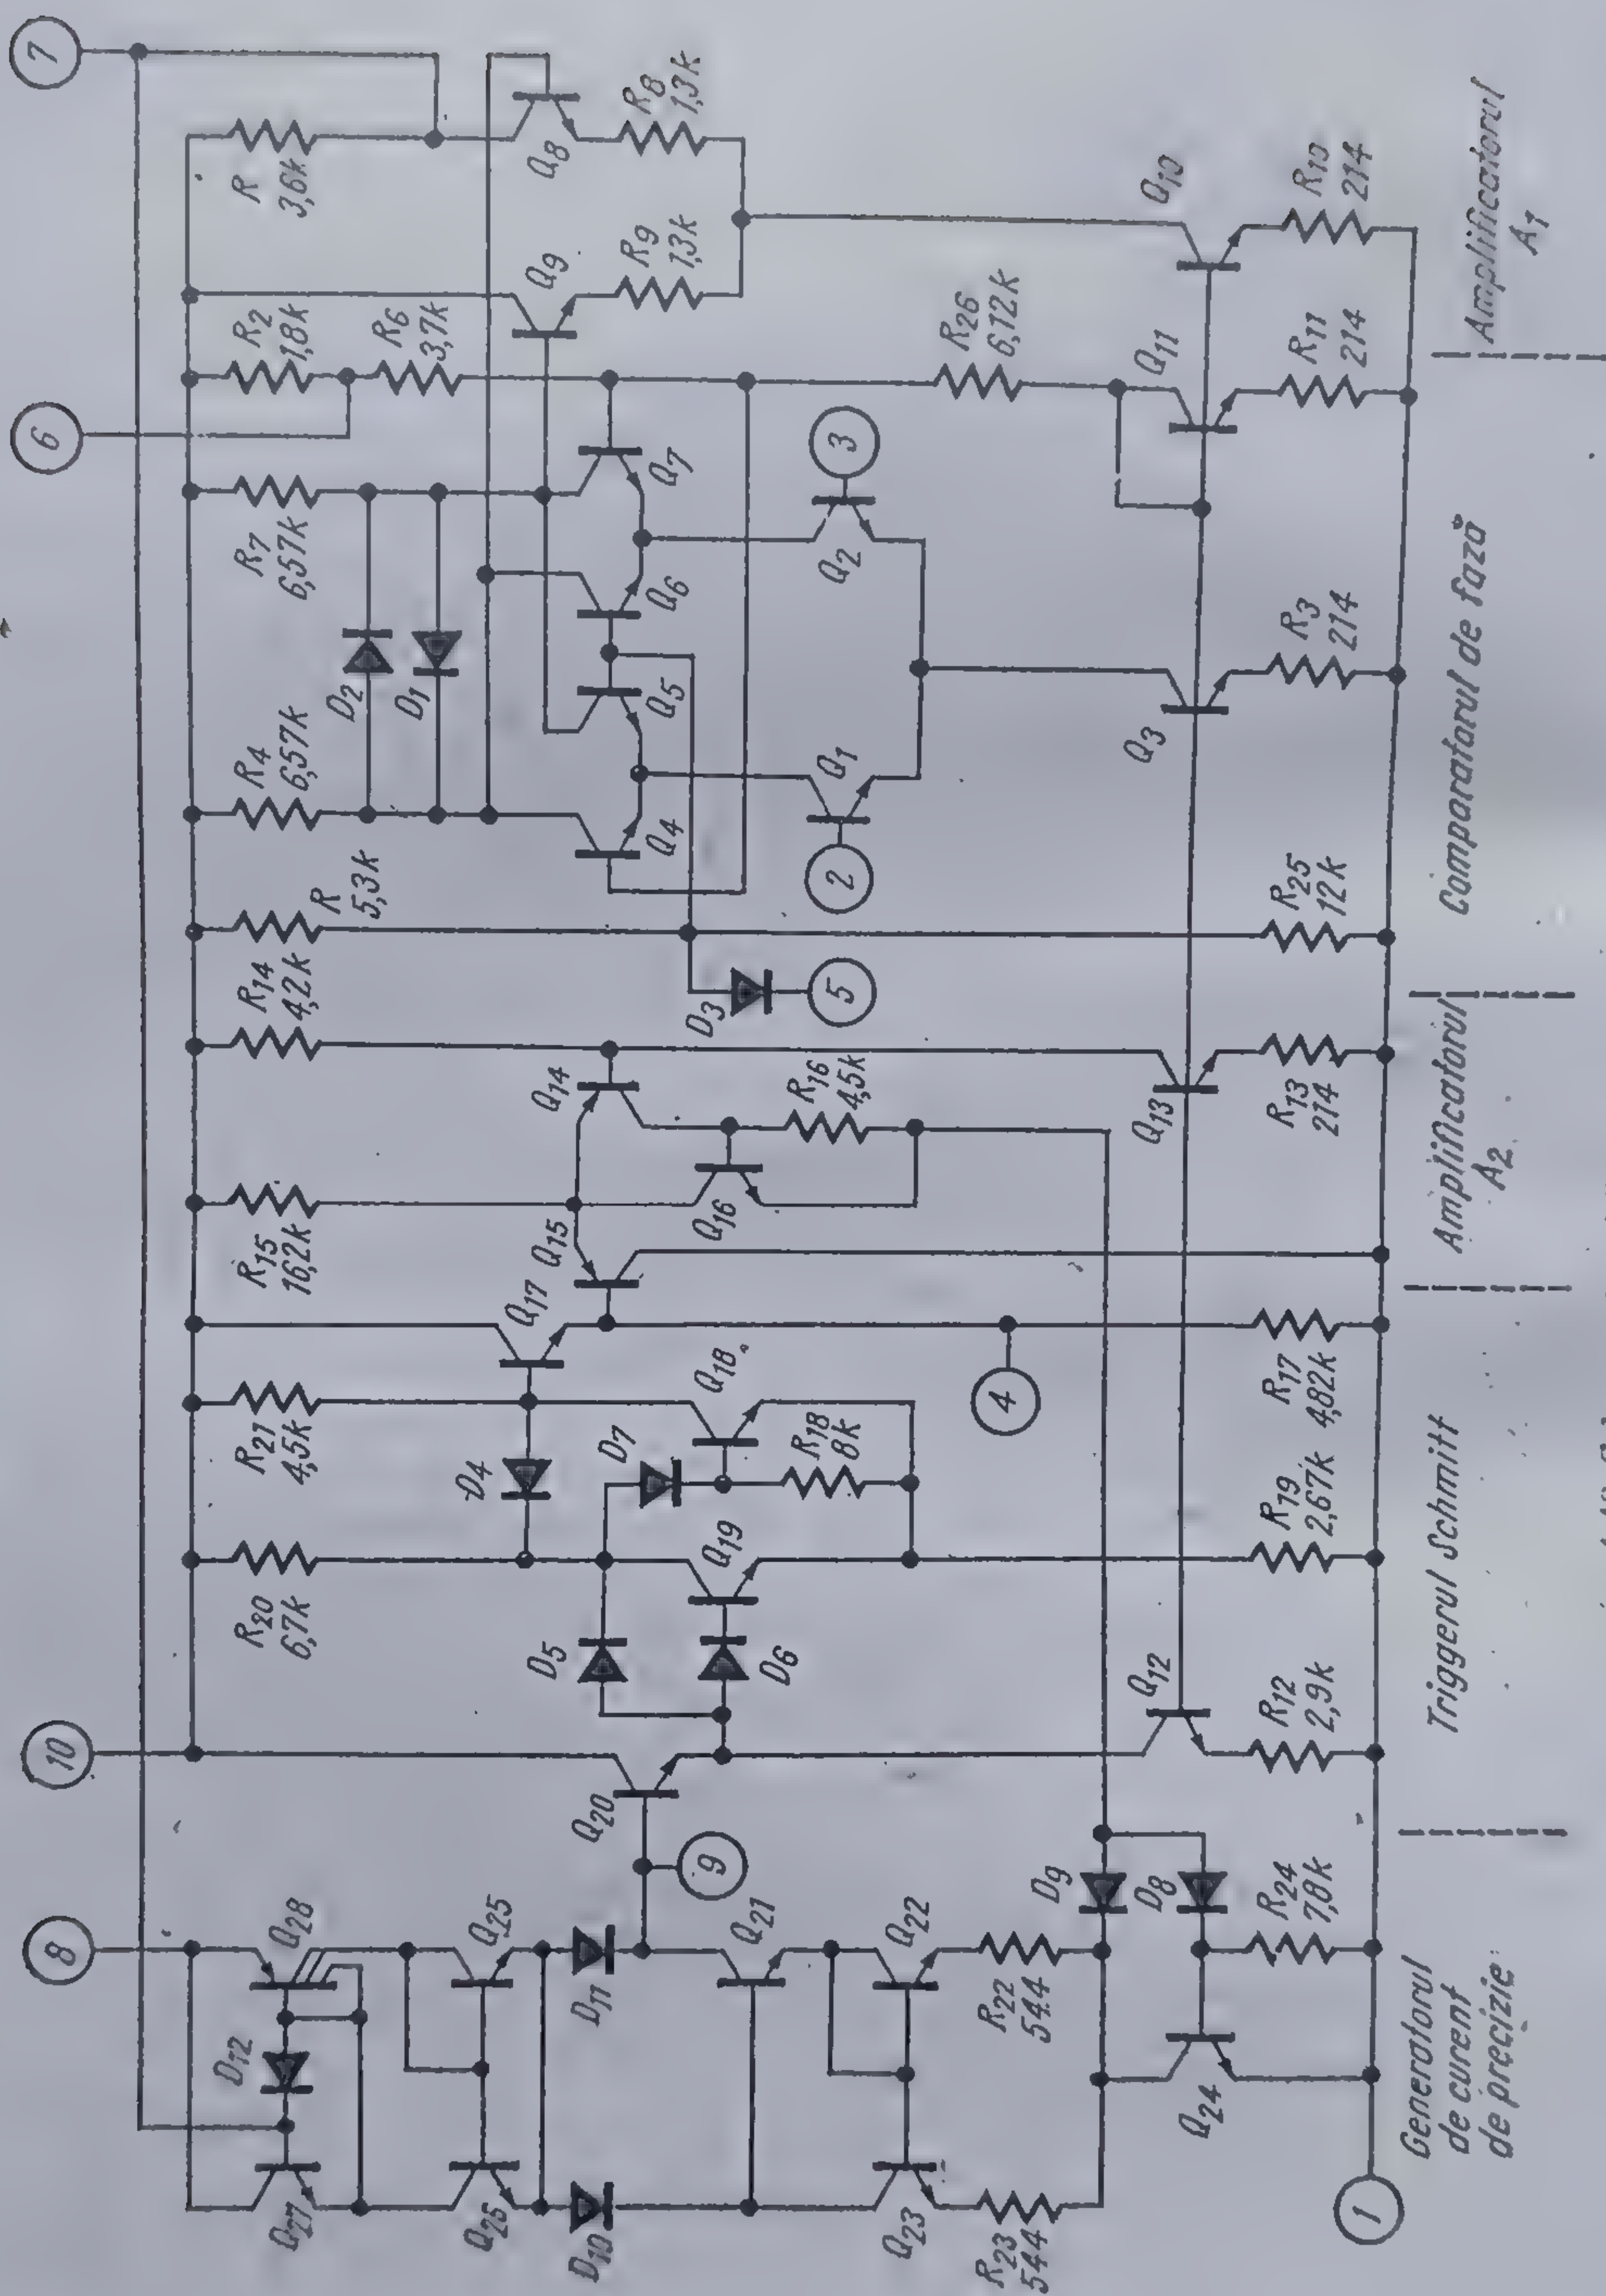 8
10
6
7
R20
6,7k
R21
4,5k
R15
16,2k
R14
4,2k
R
5,3k
R4
6,57k
R7
6,57k
R2
1,8k
R6
3,7k
R
3,6k
D2
D1
D12
Q28
Q27
Q25
Q26
D11
D10
Q20
9
D5
D6
D4
D7
Q19
Q18
R18
8k
Q17
Q15
Q14
Q16
R16
4,5k
D3
5
4
Q4
Q5
Q6
Q7
Q9
Q8
R9
1,3k
R8
1,3k
2
Q1
Q2
3
R26
6,12k
Q21
Q22
Q23
R22
544
R23
544
D9
D8
Q24
R24
7,8k
Q12
R12
2,9k
R19
2,67k
R17
4,82k
Q13
R13
214
R25
12k
Q3
R3
214
Q11
R11
214
Q10
R10
214
1
Generatorul
de curent
de precizie
Triggerul Schmitt
Amplificatorul
A2
Comparatorul de fază
Amplificatorul
A1